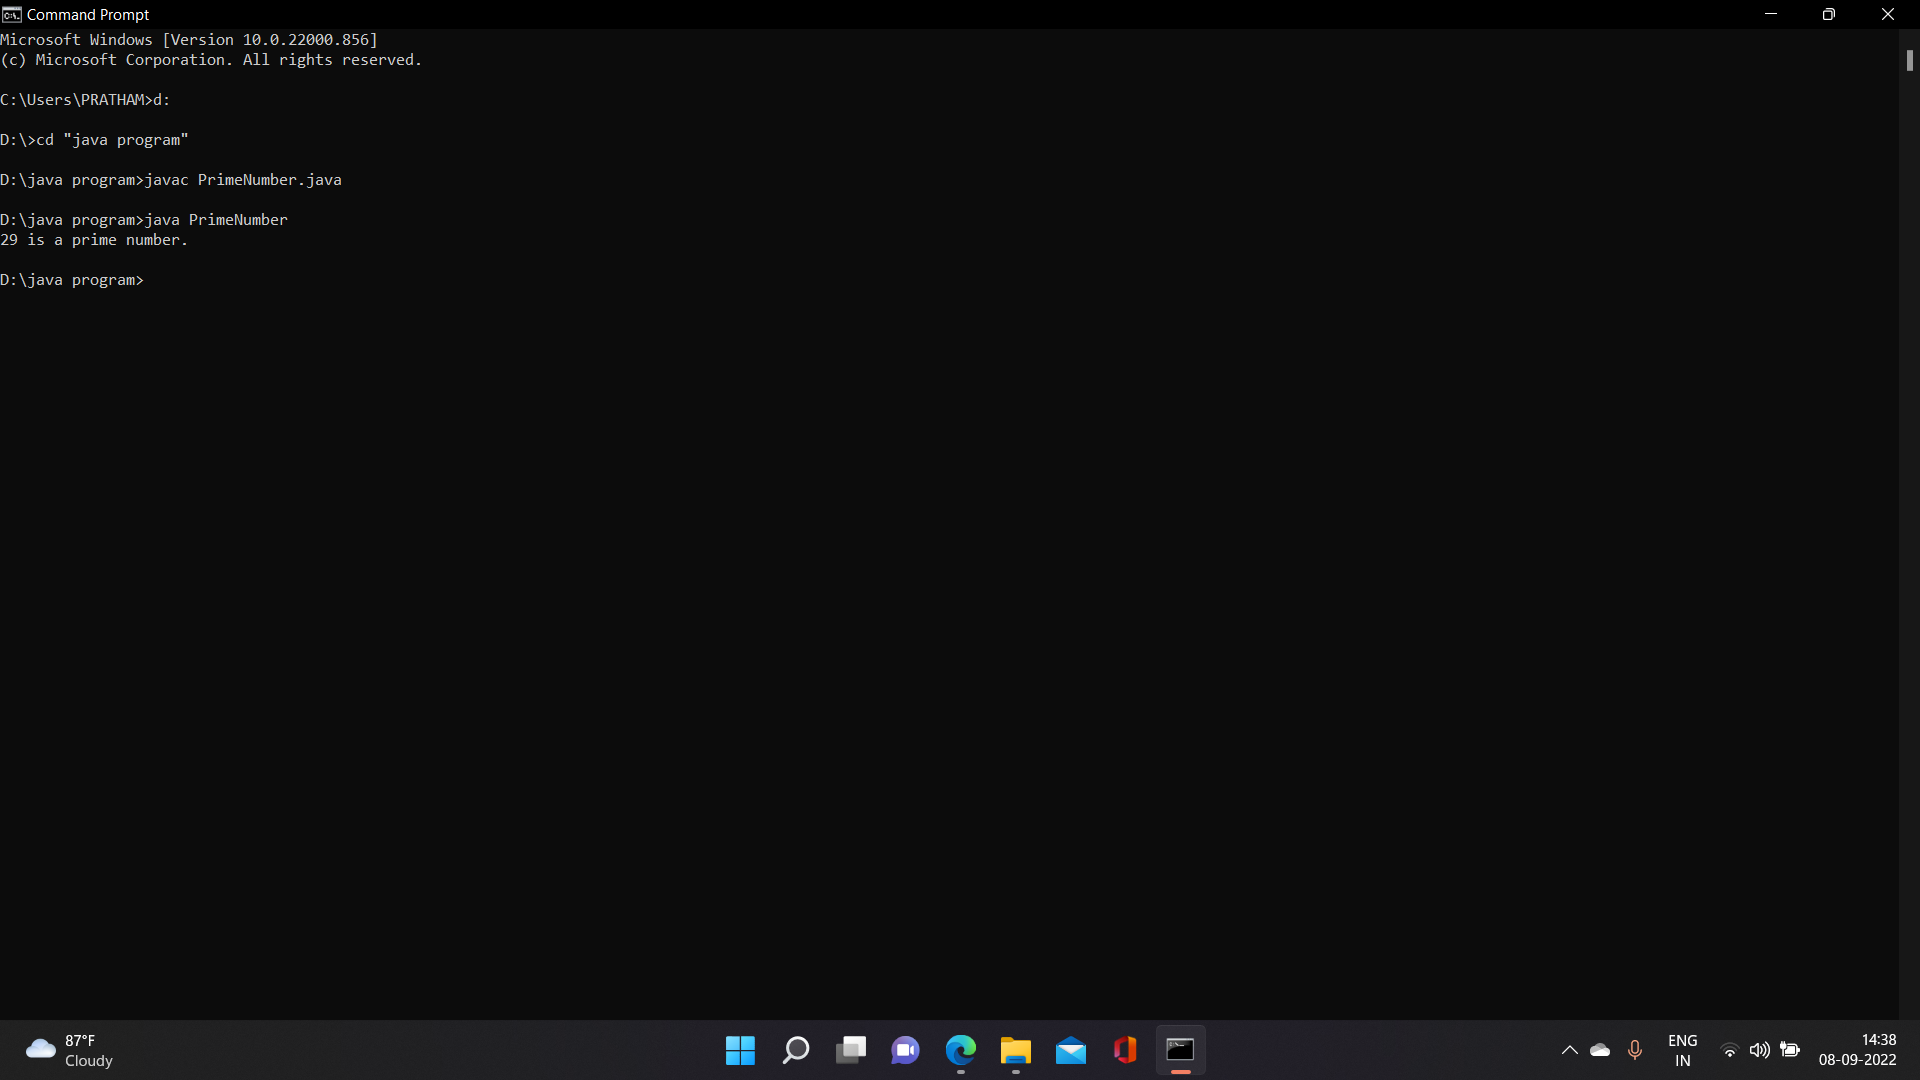 Command Prompt
Microsoft Windows [Version 10.0.22000.856]
(c) Microsoft Corporation. All rights reserved.
C:\Users\PRATHAM>d:
D:\>cd "java program"
D:\java program>javac PrimeNumber.java
D:\java program>java PrimeNumber
29 is a prime number.
D:\java program>
87°F
Cloudy
ENG
IN
14:38
08-09-2022